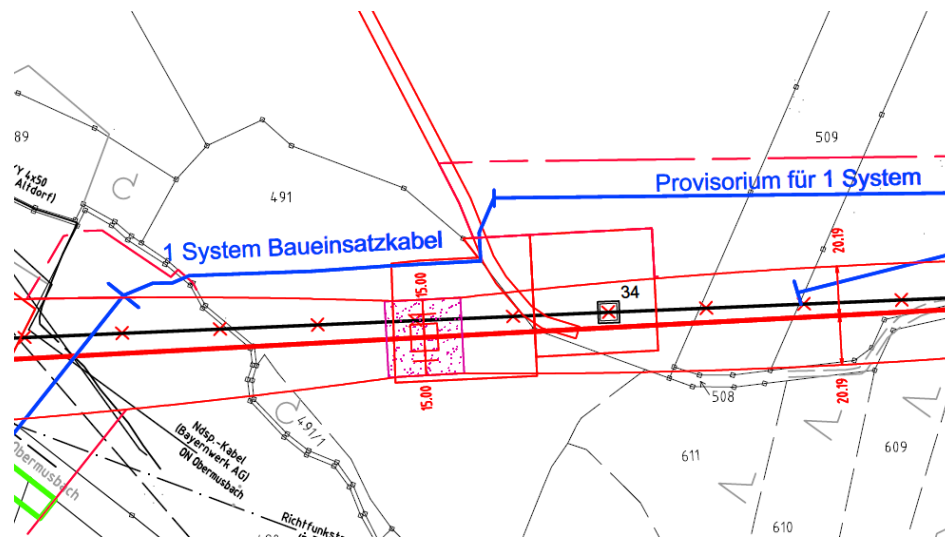 509
89
Y 4x50
Altdorf)
491
Provisorium für 1 System
1 System Baueinsatzkabel
15.00
20.19
34
15.00
20.19
508
491/1
Ndsp.-Kabel
(Bayernwerk AG)
ON Obermusbach
611
609
Obermusbach
Richtfunkst
610